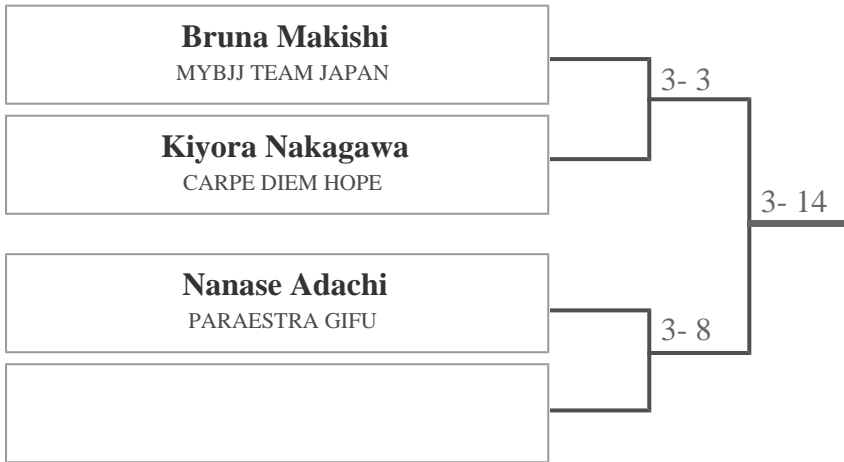 Bruna Makishi
MYBJJ TEAM JAPAN
3- 3
Kiyora Nakagawa
CARPE DIEM HOPE
3- 14
Nanase Adachi
PARAESTRA GIFU
3- 8